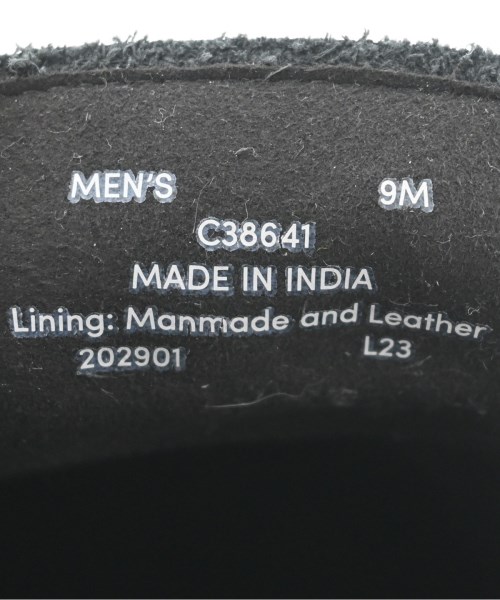 MEN'S 9M
C38641
MADE IN INDIA
Lining: Manmade and Leather
202901 L23